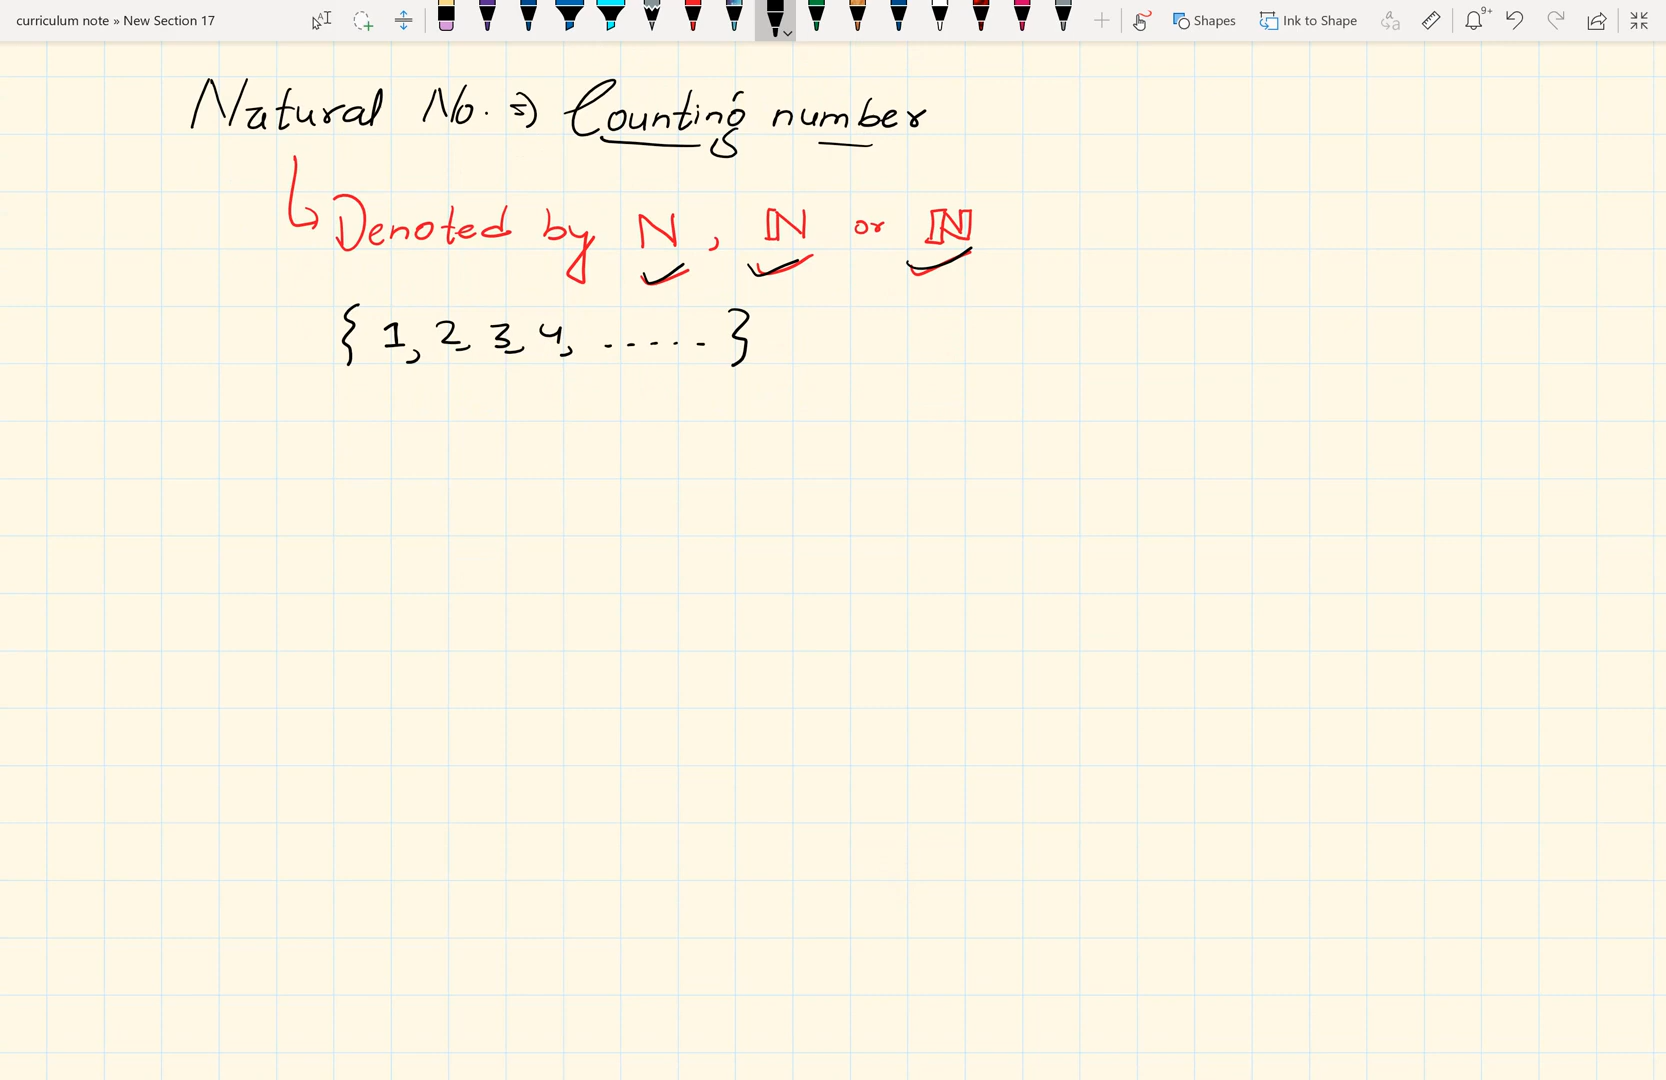 curriculum note » New Section 17 Shapes Ink to Shape 9+
Natural No. ⇒ Counting number
↳ Denoted by N, ℕ or ℕ
{ 1, 2, 3, 4, ..... }